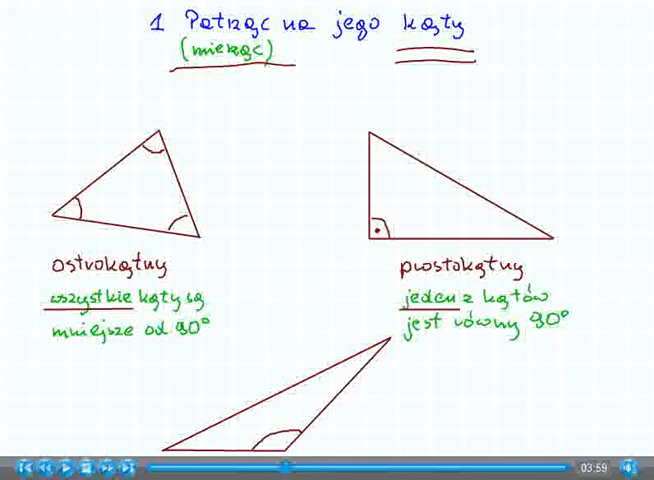 1 Patrząc na jego kąty
(mierząc)
ostrokątny
wszystkie kąty są
mniejsze od 90°
prostokątny
jeden z kątów
jest równy 90°
03:59